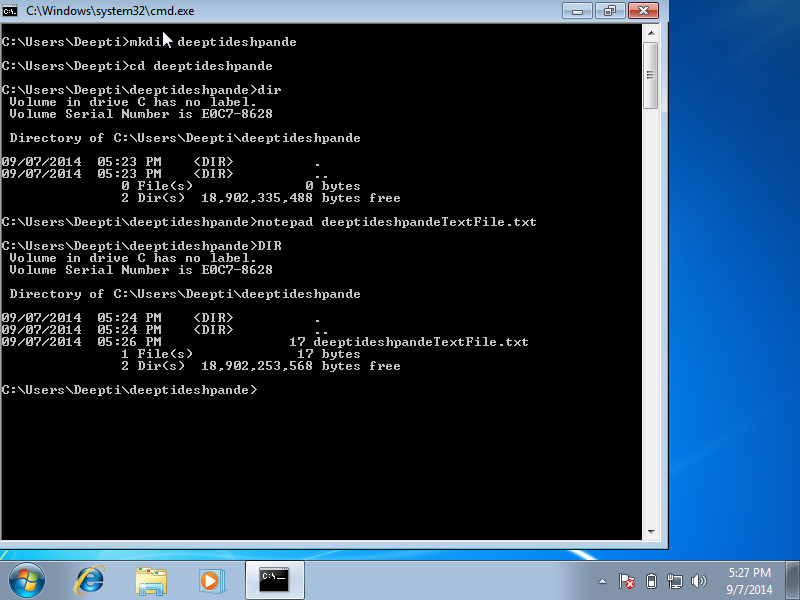 C:\Windows\system32\cmd.exe
C:\Users\Deepti>mkdir deeptideshpande
C:\Users\Deepti>cd deeptideshpande
C:\Users\Deepti\deeptideshpande>dir
 Volume in drive C has no label.
 Volume Serial Number is E0C7-8628
 Directory of C:\Users\Deepti\deeptideshpande
09/07/2014  05:23 PM    <DIR>          .
09/07/2014  05:23 PM    <DIR>          ..
               0 File(s)              0 bytes
               2 Dir(s)  18,902,335,488 bytes free
C:\Users\Deepti\deeptideshpande>notepad deeptideshpandeTextFile.txt
C:\Users\Deepti\deeptideshpande>DIR
 Volume in drive C has no label.
 Volume Serial Number is E0C7-8628
 Directory of C:\Users\Deepti\deeptideshpande
09/07/2014  05:24 PM    <DIR>          .
09/07/2014  05:24 PM    <DIR>          ..
09/07/2014  05:26 PM                17 deeptideshpandeTextFile.txt
               1 File(s)             17 bytes
               2 Dir(s)  18,902,253,568 bytes free
C:\Users\Deepti\deeptideshpande>
5:27 PM
9/7/2014